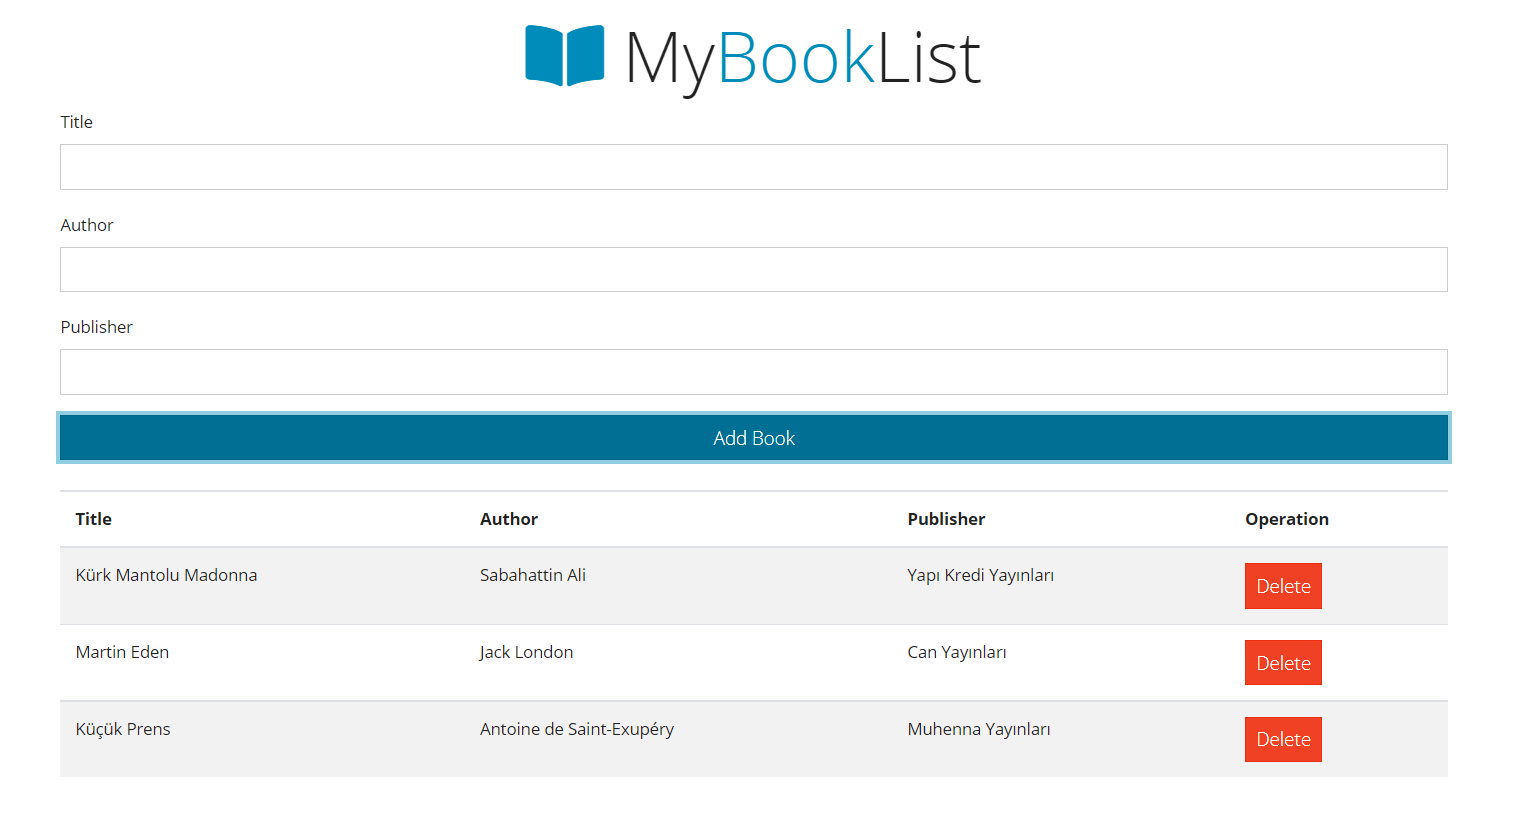 MyBookList
Title
Author
Publisher
Add Book
Title Author Publisher Operation
Kürk Mantolu Madonna Sabahattin Ali Yapı Kredi Yayınları Delete
Martin Eden Jack London Can Yayınları Delete
Küçük Prens Antoine de Saint-Exupéry Muhenna Yayınları Delete